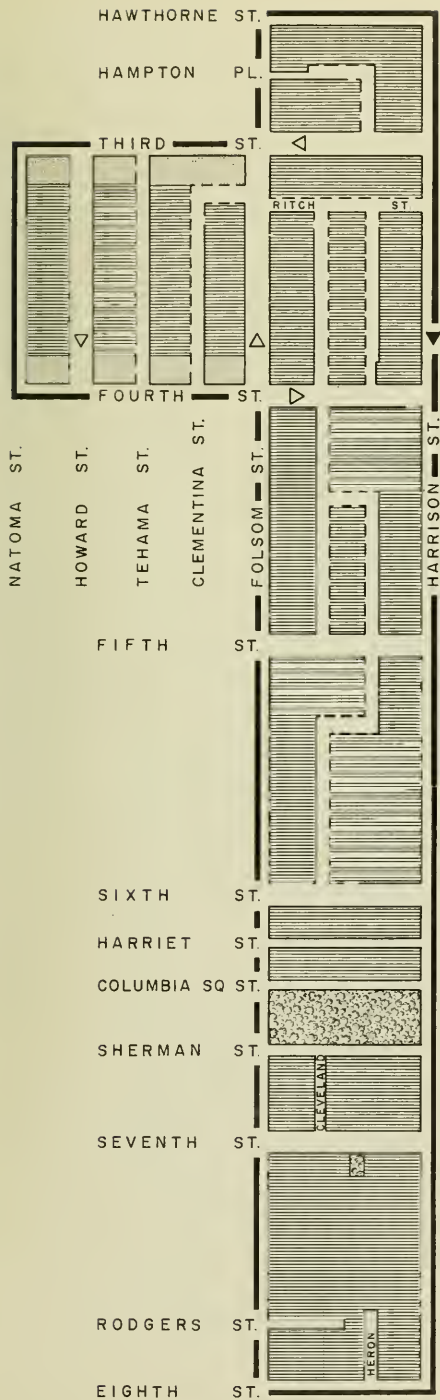 HAWTHORNE ST.
HAMPTON PL.
THIRD ST.
RITCH ST.
FOURTH ST.
NATOMA ST.
HOWARD ST.
TEHAMA ST.
CLEMENTINA ST.
FOLSOM ST.
HARRISON ST.
FIFTH ST.
SIXTH ST.
HARRIET ST.
COLUMBIA SQ ST.
SHERMAN ST.
CLEVELAND
SEVENTH ST.
RODGERS ST.
HERON
EIGHTH ST.